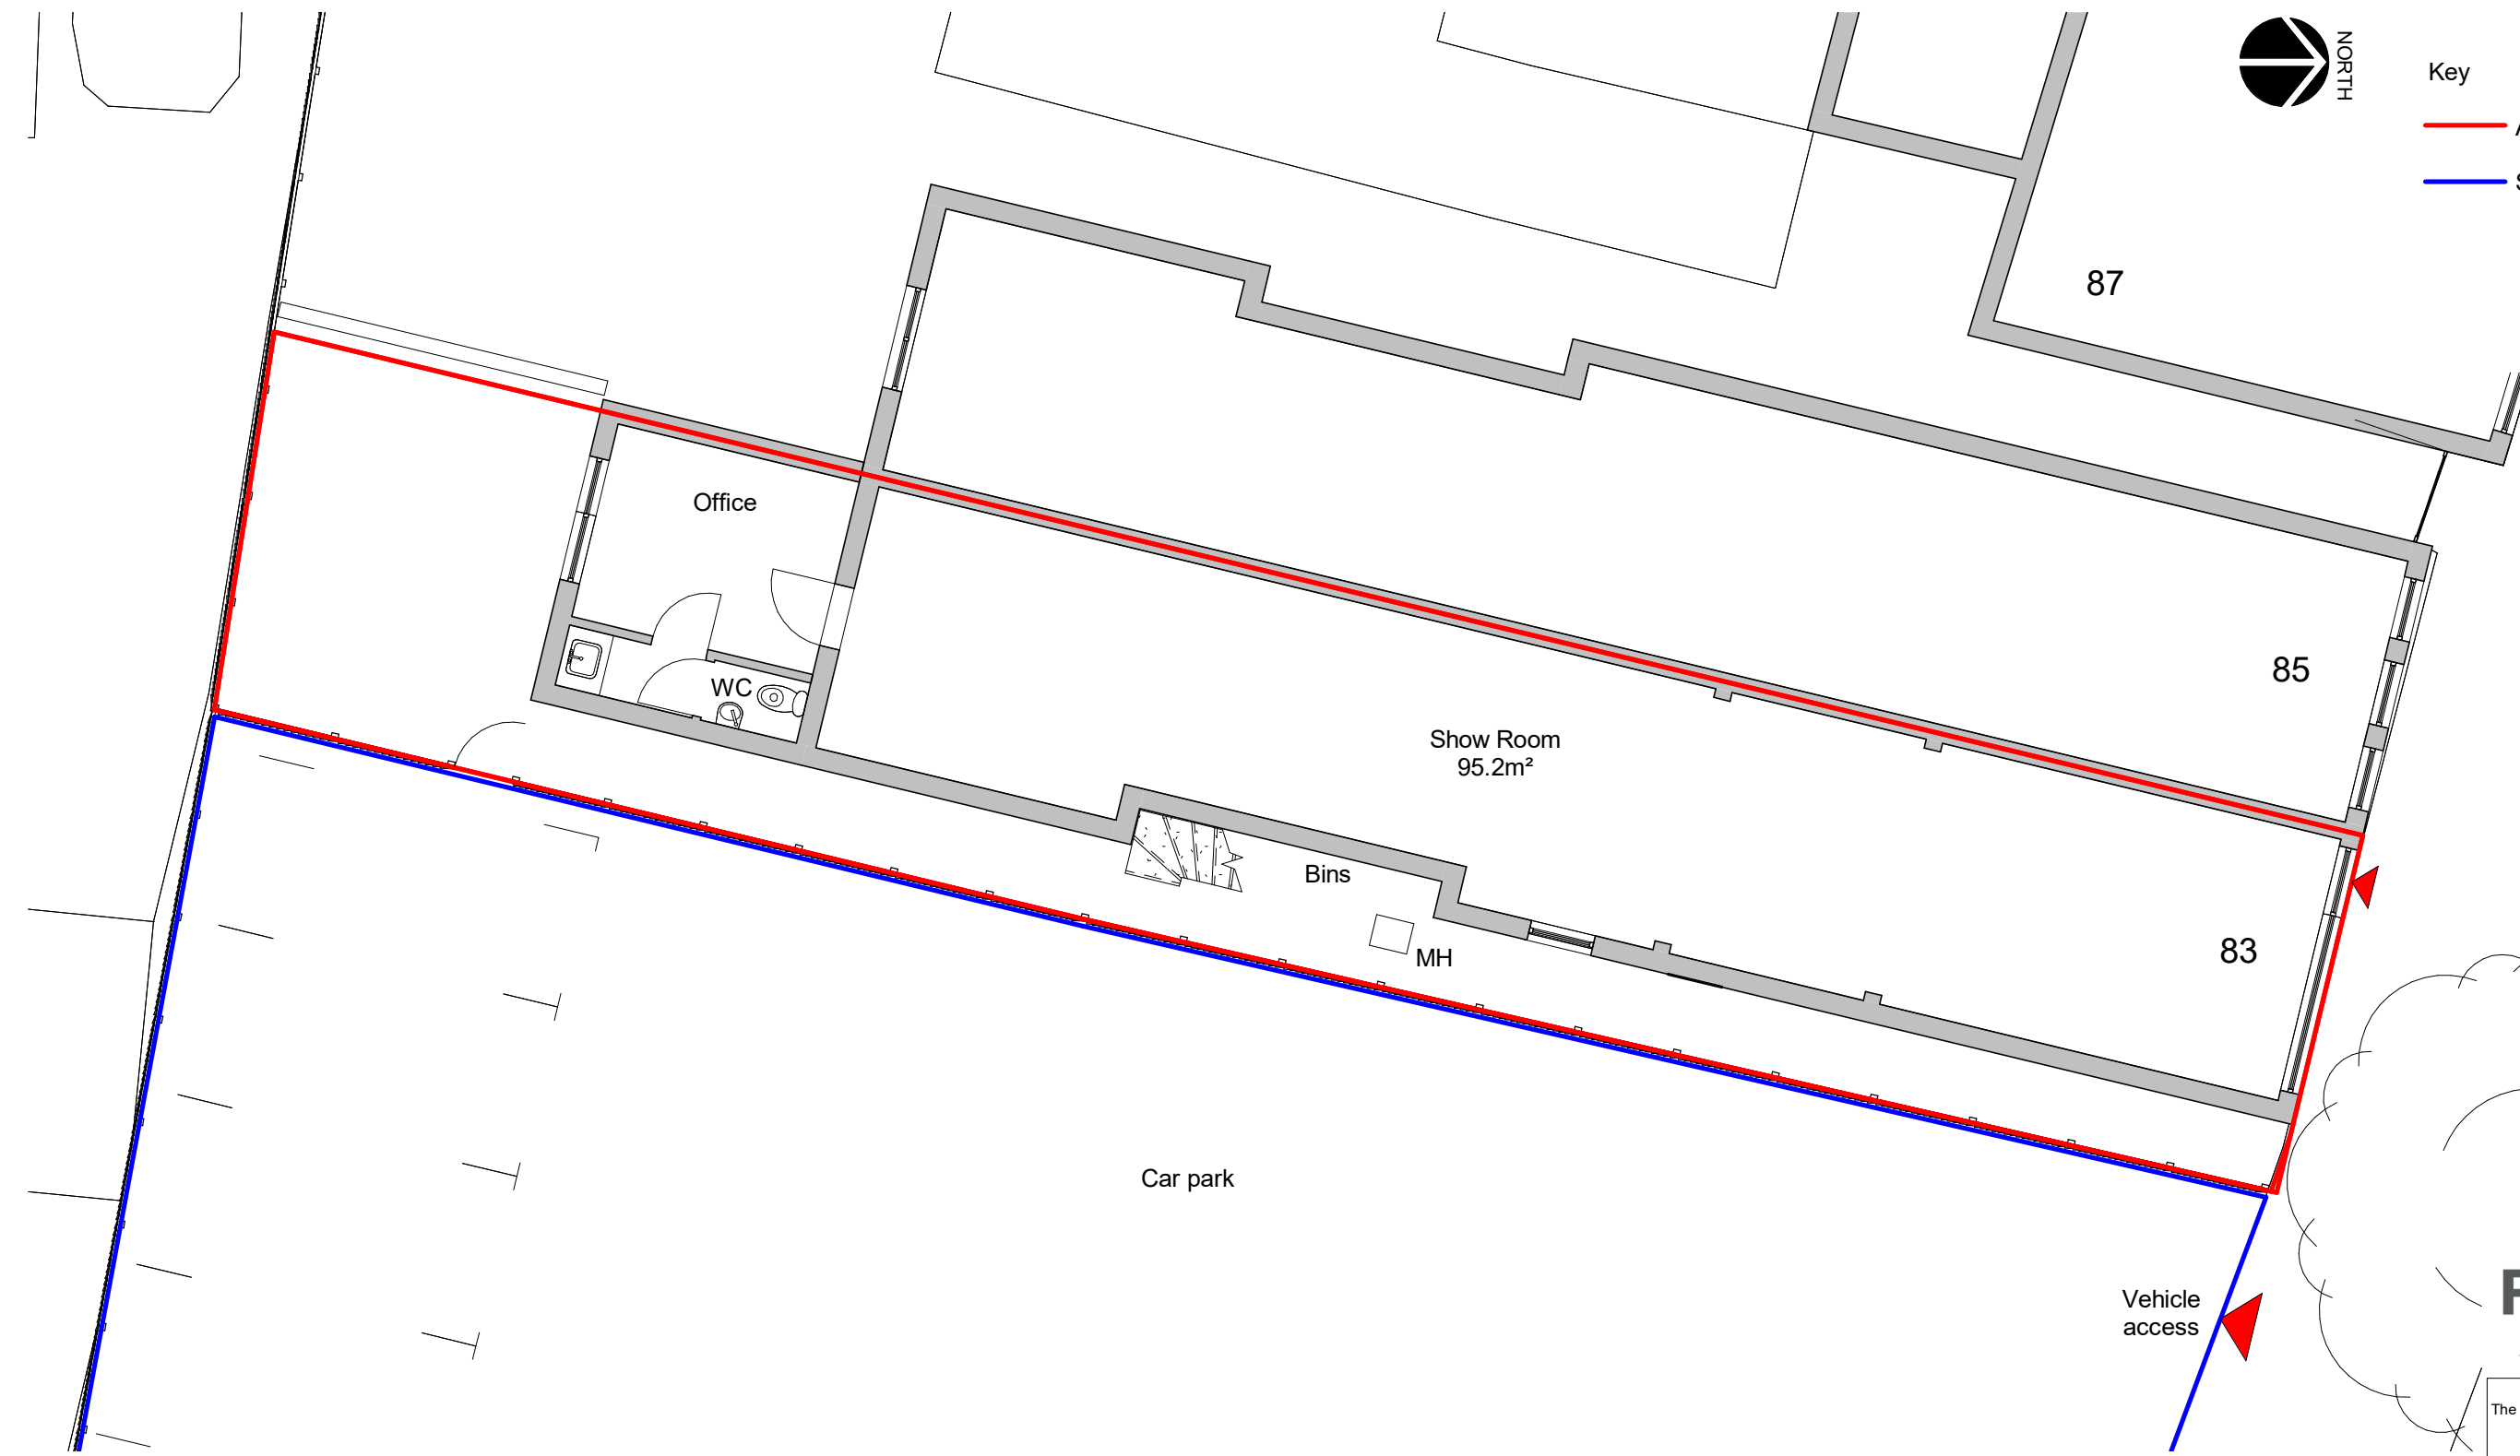 NORTH
Key
87
Office
85
WC
Show Room
95.2m²
Bins
83
MH
Car park
Vehicle
access
The